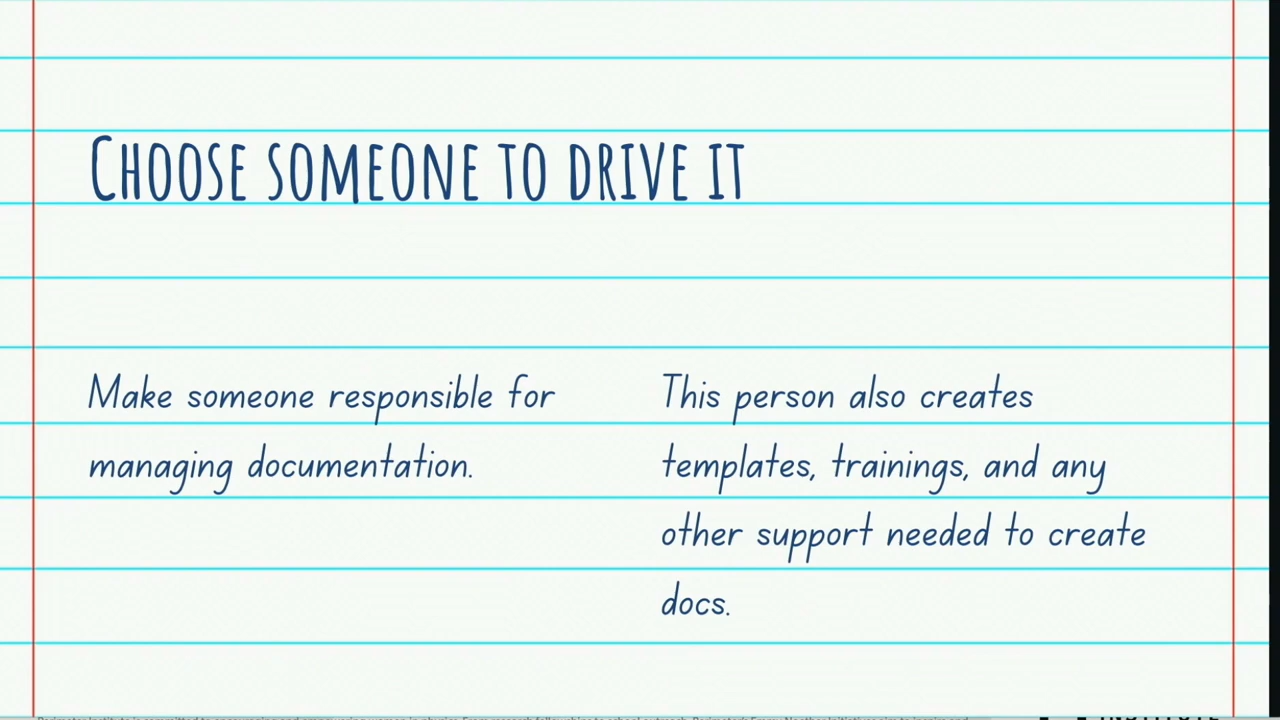 CHOOSE SOMEONE TO DRIVE IT
Make someone responsible for
managing documentation.
This person also creates
templates, trainings, and any
other support needed to create
docs.